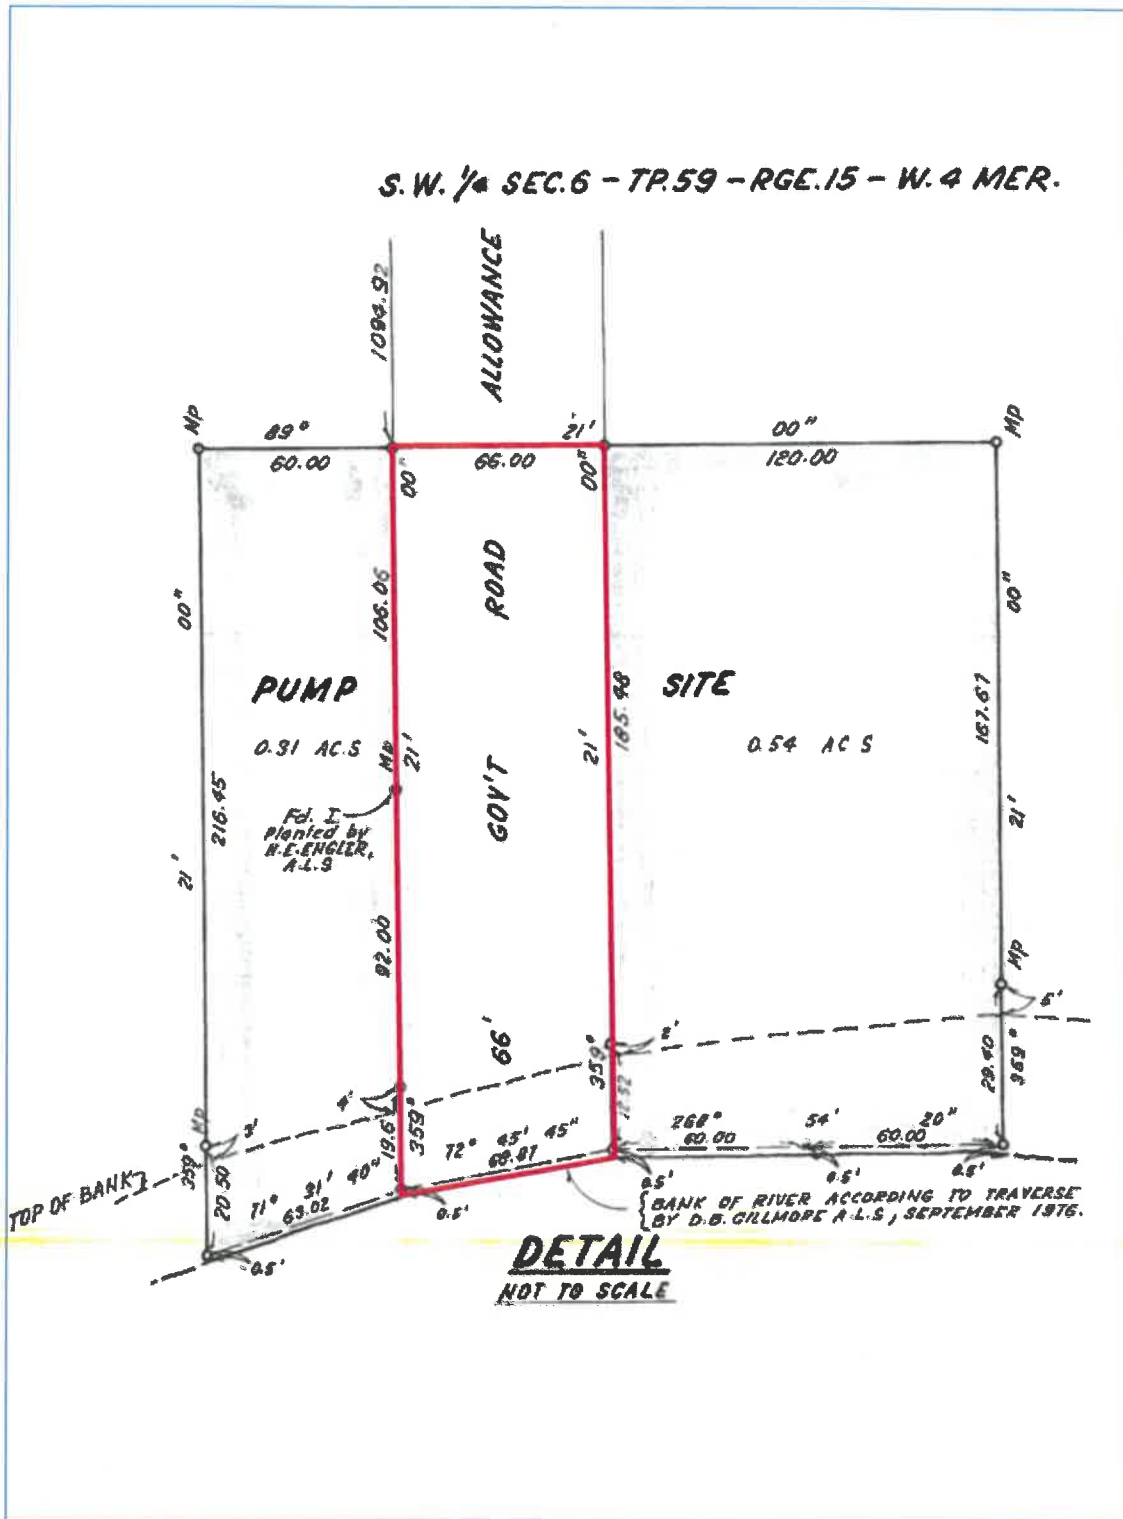 S.W. 1/4 SEC. 6 - TP. 59 - RGE. 15 - W. 4 MER.
1094.92
ALLOWANCE
Mp
89°
60.00
00"
66.00
21'
00"
00"
120.00
Mp
00"
106.06
ROAD
00"
PUMP
SITE
185.48
167.67
0.31 AC.S
0.54 AC S
Mp
21'
21'
216.45
GOV'T
21'
Fd. I.
Planted by
H.E. ENGLER,
A.L.S
21'
92.00
Mp
66'
5'
2'
359°
29.40
359°
4'
359°
Mp
3'
72° 45' 45"
268° 54' 20"
60.00
60.00
TOP OF BANK
359°
20.50
71° 31' 40"
63.02
0.5'
0.5'
0.5'
0.5'
0.5'
BANK OF RIVER ACCORDING TO TRAVERSE
BY D.B. GILLMORE A.L.S, SEPTEMBER 1976.
DETAIL
NOT TO SCALE